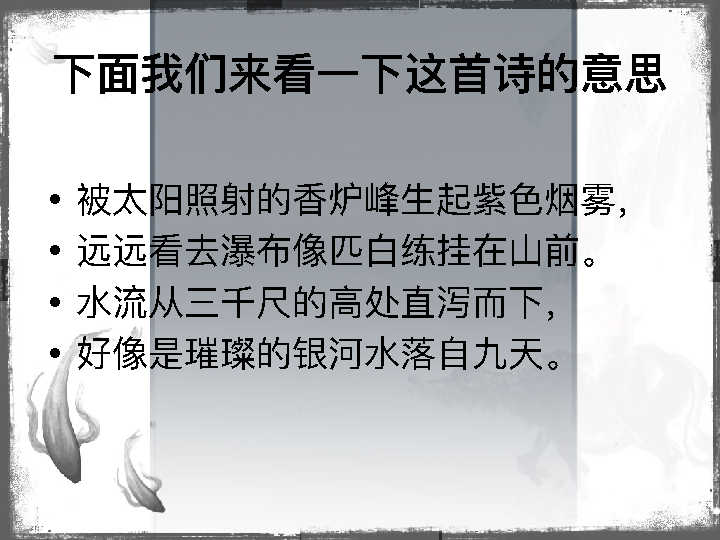 下面我们来看一下这首诗的意思
• 被太阳照射的香炉峰生起紫色烟雾，
• 远远看去瀑布像匹白练挂在山前。
• 水流从三千尺的高处直泻而下，
• 好像是璀璨的银河水落自九天。